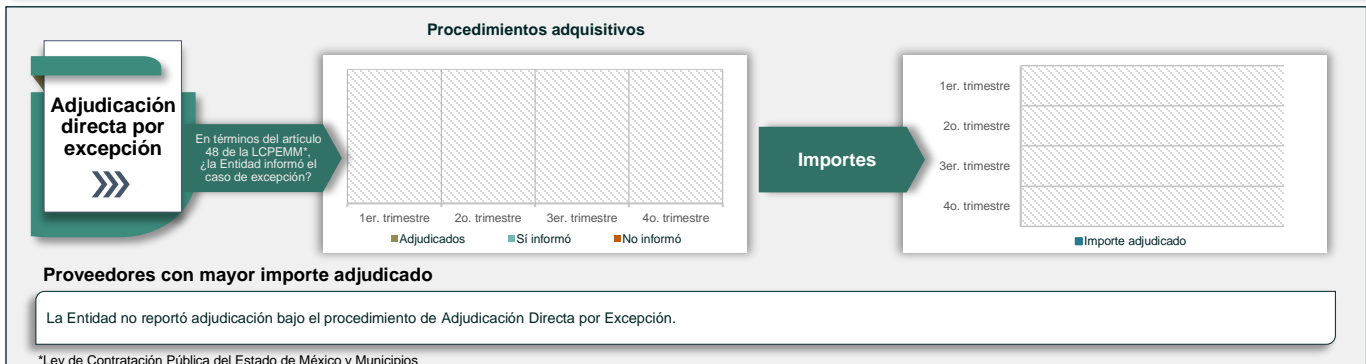 Procedimientos adquisitivos
Adjudicación
directa por
excepción
En términos del artículo
48 de la LCPEMM*,
¿la Entidad informó el
caso de excepción?
1er. trimestre 2o. trimestre 3er. trimestre 4o. trimestre
Adjudicados Sí informó No informó
Importes
1er. trimestre
2o. trimestre
3er. trimestre
4o. trimestre
Importe adjudicado
Proveedores con mayor importe adjudicado
La Entidad no reportó adjudicación bajo el procedimiento de Adjudicación Directa por Excepción.
*Ley de Contratación Pública del Estado de México y Municipios